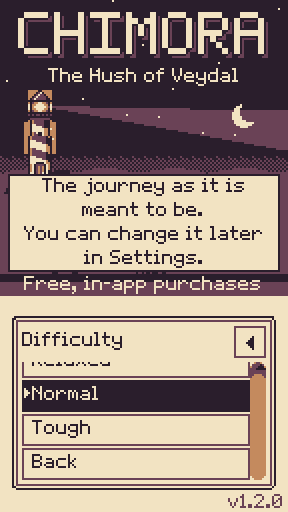 CHIMORA
The Hush of Veydal
The journey as it is
meant to be.
You can change it later
in Settings.
Free, in-app purchases
Difficulty
Relaxed
Normal
Tough
Back
v1.2.0